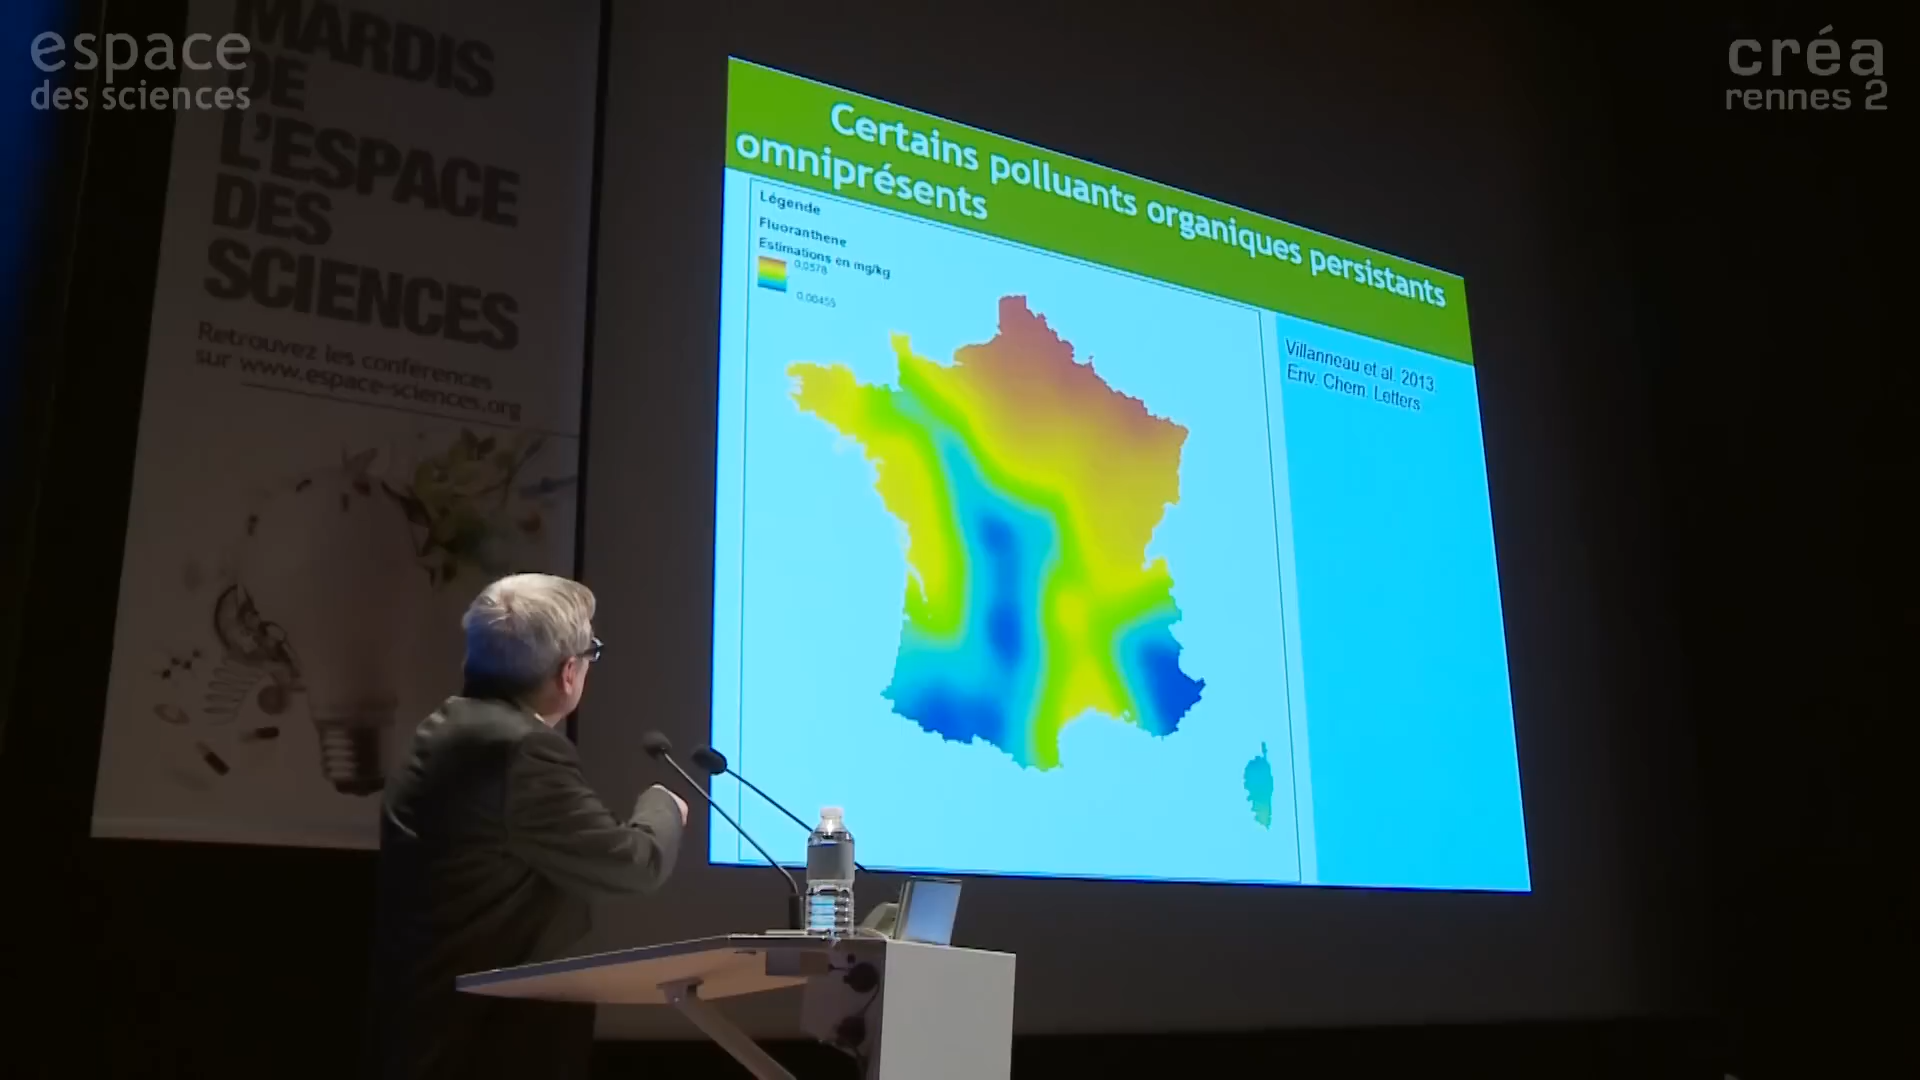 espace
des sciences
MARDIS
DE
L'ESPACE
DES
SCIENCES
Retrouvez les conférences
sur www.espace-sciences.org
Certains polluants organiques persistants
omniprésents
Légende
Fluoranthene
Estimations en mg/kg
0,0578
0,00455
Villanneau et al. 2013.
Env. Chem. Letters
créa
rennes 2